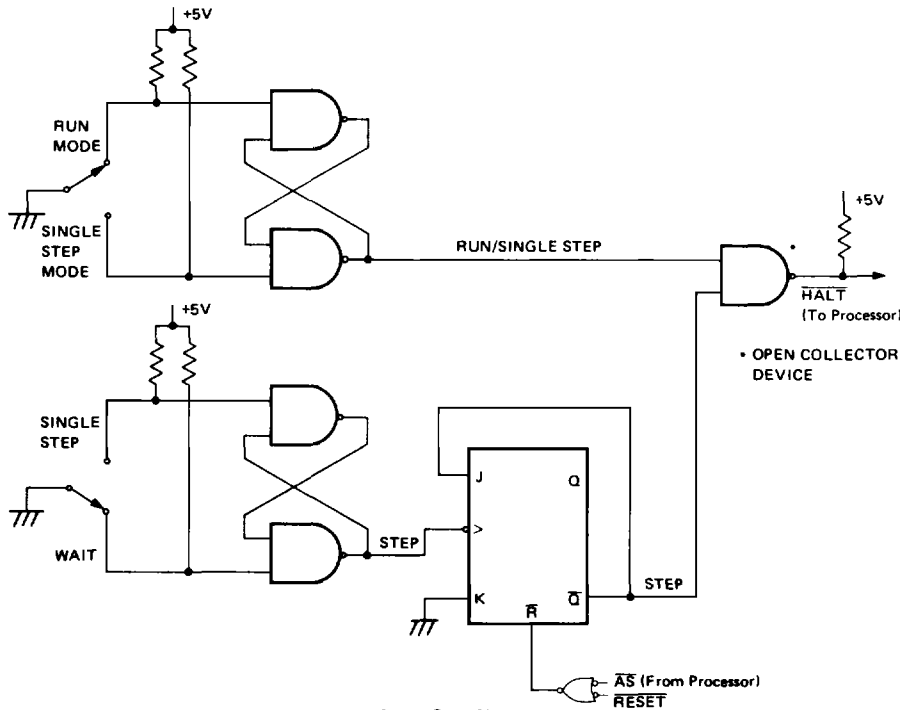 +5V
RUN
MODE
SINGLE
STEP
MODE
RUN/SINGLE STEP
+5V
HALT
(To Processor)
* OPEN COLLECTOR
DEVICE
+5V
SINGLE
STEP
WAIT
STEP
J
Q
>
K
R
Q
STEP
AS (From Processor)
RESET